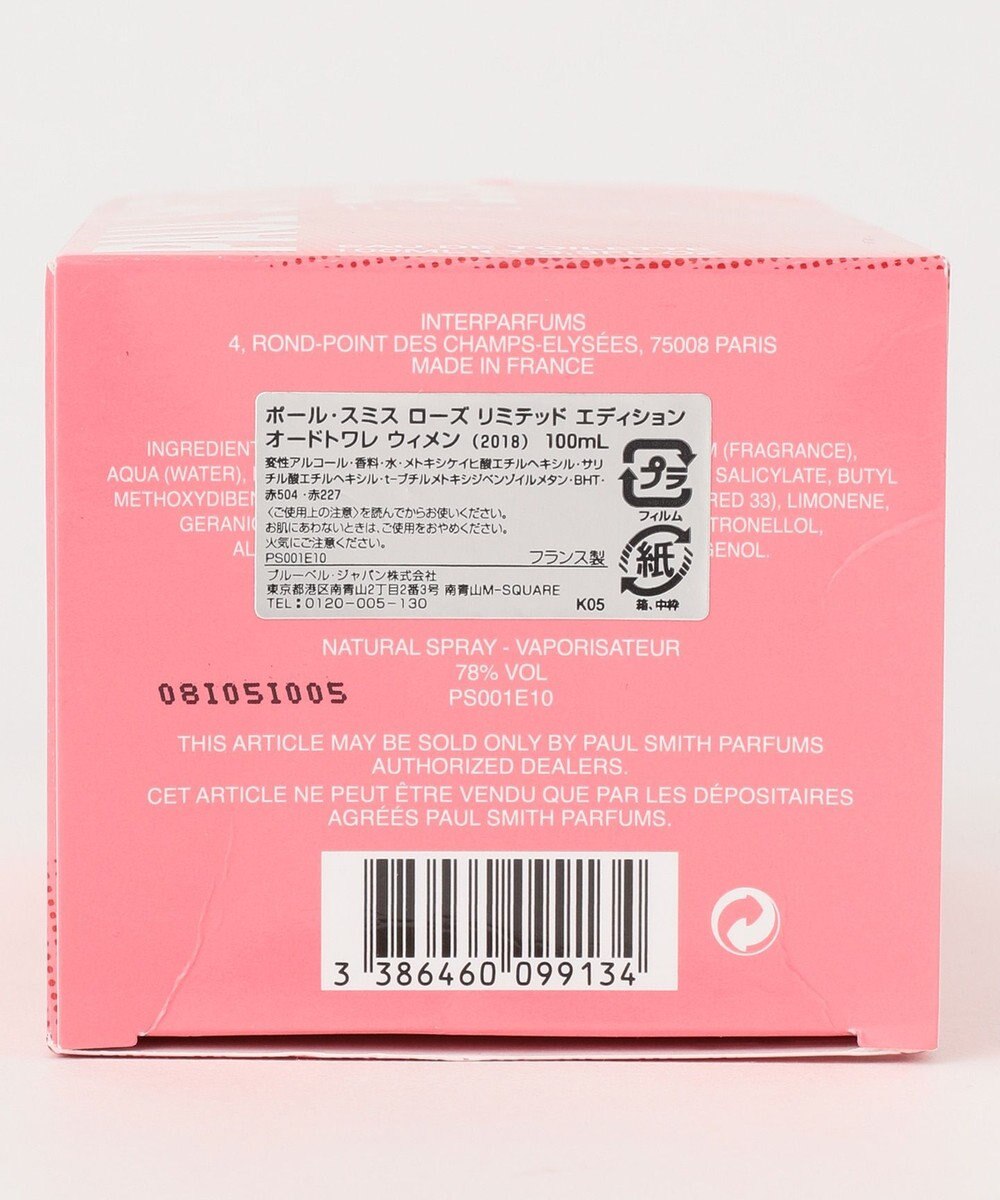 EAU DE TOILETTE
INTERPARFUMS
4, ROND-POINT DES CHAMPS-ELYSÉES, 75008 PARIS
MADE IN FRANCE
ポール・スミス ローズ リミテッド エディション
オードトワレ ウィメン (2018) 100mL
変性アルコール・香料・水・メトキシケイヒ酸エチルヘキシル・サリ
チル酸エチルヘキシル・t-ブチルメトキシジベンゾイルメタン・BHT・
赤504・赤227
〈ご使用上の注意〉を読んでからお使いください。
お肌にあわないときは、ご使用をおやめください。
火気にご注意ください。
PS001E10 フランス製
ブルーベル・ジャパン株式会社
東京都港区南青山2丁目2番3号 南青山M-SQUARE
TEL:0120-005-130 K05
プラ
フィルム
紙
箱、中枠
(FRAGRANCE),
AQUA (WATER), SALICYLATE, BUTYL
RED 33), LIMONENE,
NATURAL SPRAY - VAPORISATEUR
78% VOL
PS001E10
081051005
THIS ARTICLE MAY BE SOLD ONLY BY PAUL SMITH PARFUMS
AUTHORIZED DEALERS.
CET ARTICLE NE PEUT ÊTRE VENDU QUE PAR LES DÉPOSITAIRES
AGRÉÉS PAUL SMITH PARFUMS.
3 386460 099134